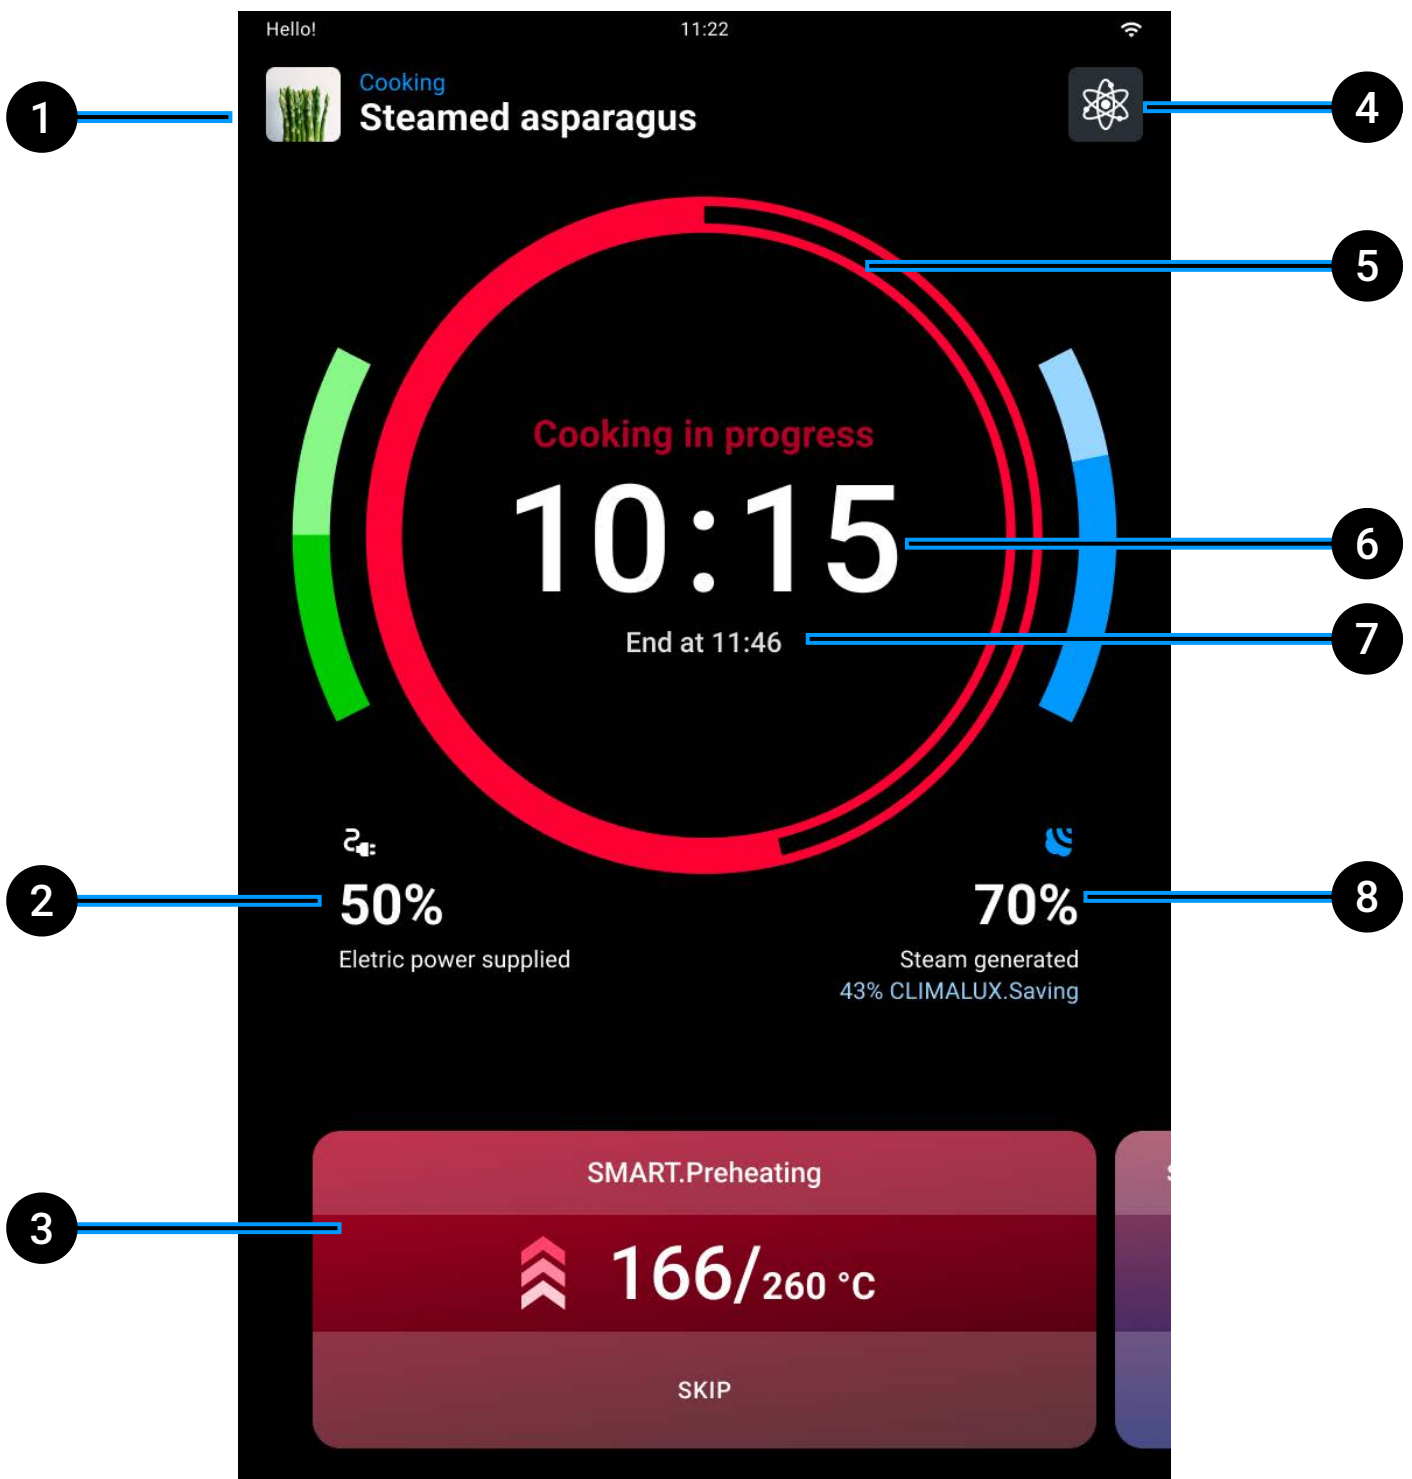 Hello!
11:22
Cooking
Steamed asparagus
1
4
5
Cooking in progress
10:15
6
End at 11:46
7
2
50%
Eletric power supplied
70%
8
Steam generated
43% CLIMALUX.Saving
SMART.Preheating
3
166/260 °C
SKIP